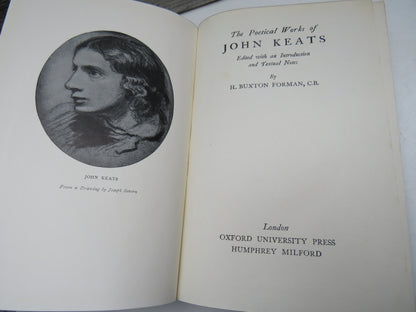 JOHN KEATS
From a Drawing by Joseph Severn
The Poetical Works of
JOHN KEATS
Edited with an Introduction
and Textual Notes
By
H. BUXTON FORMAN, C.B.
London
OXFORD UNIVERSITY PRESS
HUMPHREY MILFORD